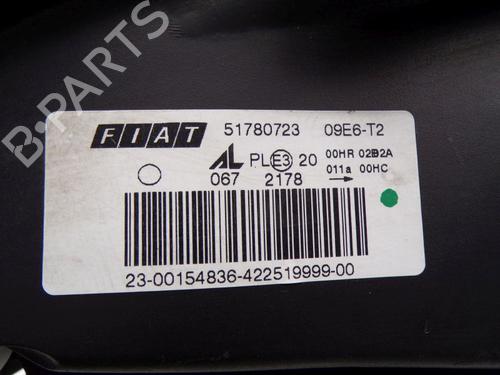 B-PARTS
FIAT 51780723 09E6-T2
AL PL E3 20 00HR 02B2A
067 2178 011a 00HC
23-00154836-422519999-00